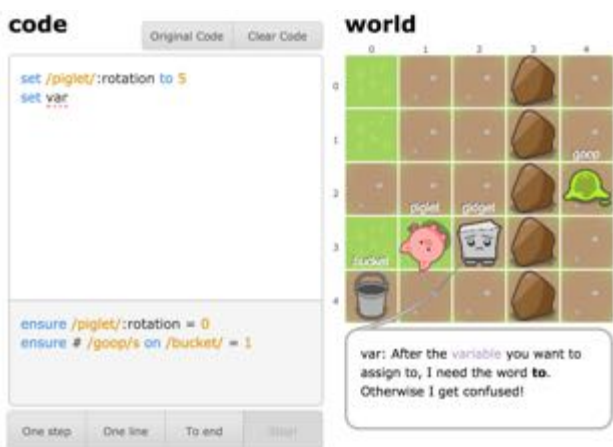 code
Original Code
Clear Code
set /piglet/:rotation to 5
set var
ensure /piglet/:rotation = 0
ensure # /goop/s on /bucket/ = 1
One step
One line
To end
world
0 1 2 3 4
0
1
goop
2
piglet gidget
3
bucket
4
var: After the variable you want to
assign to, I need the word to.
Otherwise I get confused!